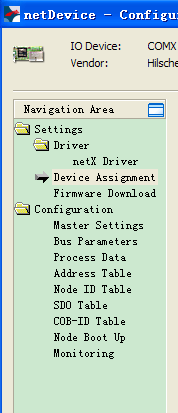 netDevice - Configur
IO Device: COMX
Vendor: Hilsche
Navigation Area
Settings
Driver
netX Driver
Device Assignment
Firmware Download
Configuration
Master Settings
Bus Parameters
Process Data
Address Table
Node ID Table
SDO Table
COB-ID Table
Node Boot Up
Monitoring